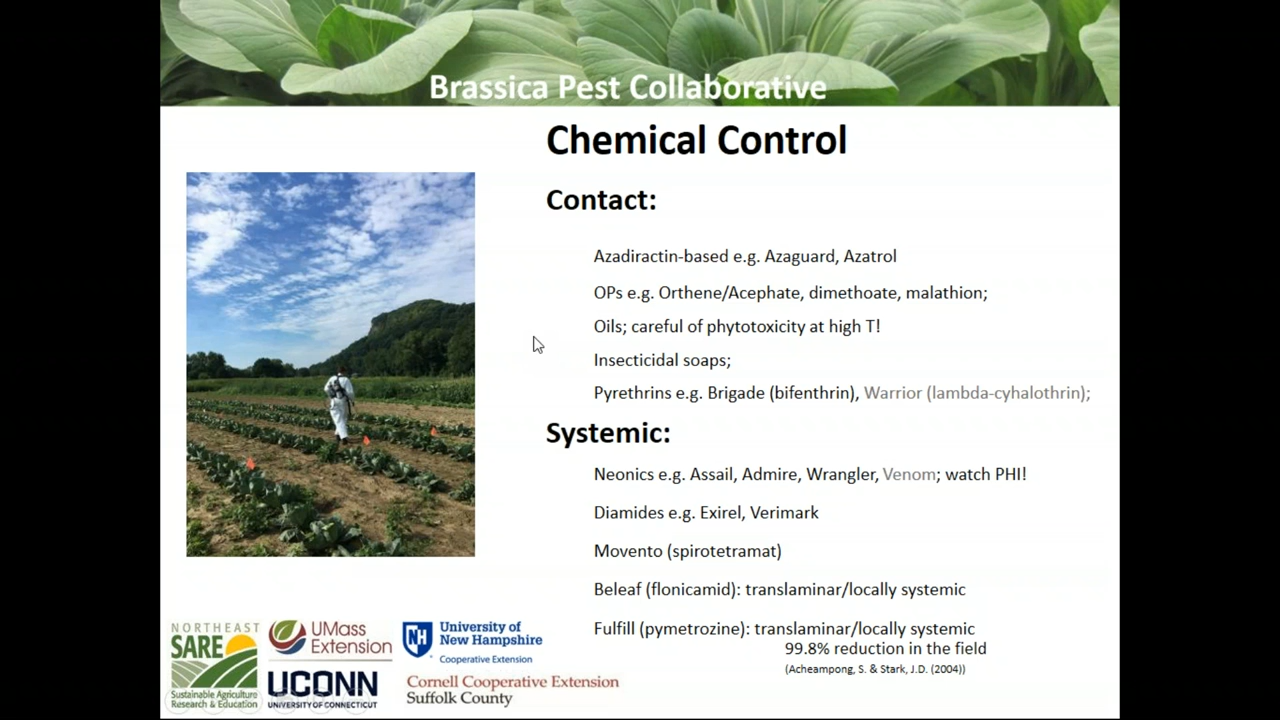 Brassica Pest Collaborative
Chemical Control
Contact:
Azadiractin-based e.g. Azaguard, Azatrol
OPs e.g. Orthene/Acephate, dimethoate, malathion;
Oils; careful of phytotoxicity at high T!
Insecticidal soaps;
Pyrethrins e.g. Brigade (bifenthrin), Warrior (lambda-cyhalothrin);
Systemic:
Neonics e.g. Assail, Admire, Wrangler, Venom; watch PHI!
Diamides e.g. Exirel, Verimark
Movento (spirotetramat)
Beleaf (flonicamid): translaminar/locally systemic
Fulfill (pymetrozine): translaminar/locally systemic
99.8% reduction in the field
(Acheampong, S. & Stark, J.D. (2004))
NORTHEAST
SARE
Sustainable Agriculture
Research & Education
UMass
Extension
UCONN
UNIVERSITY OF CONNECTICUT
NH
University of
New Hampshire
Cooperative Extension
Cornell Cooperative Extension
Suffolk County